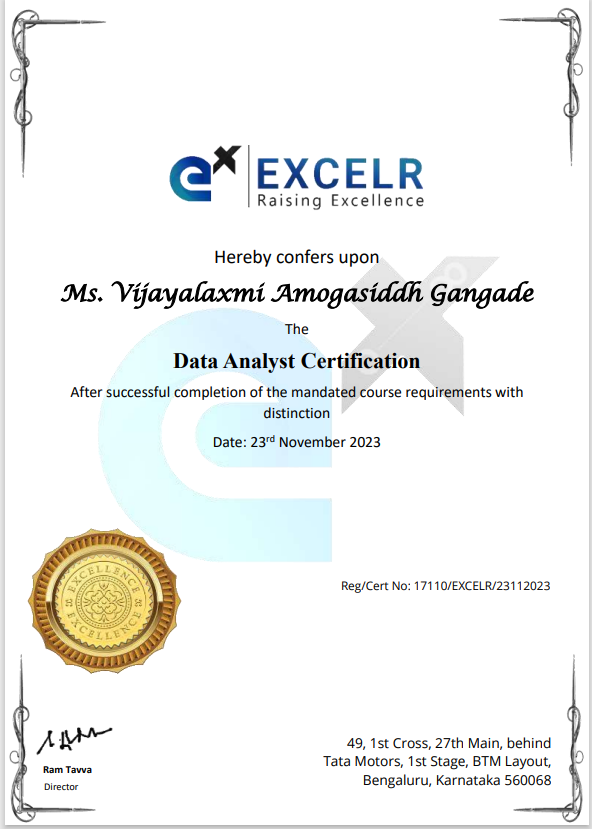 EXCELR
Raising Excellence
Hereby confers upon
Ms. Vijayalaxmi Amogasiddh Gangade
The
Data Analyst Certification
After successful completion of the mandated course requirements with
distinction
Date: 23rd November 2023
EXCELLENCE
EXCELLENCE
Reg/Cert No: 17110/EXCELR/23112023
Ram Tavva
Director
49, 1st Cross, 27th Main, behind
Tata Motors, 1st Stage, BTM Layout,
Bengaluru, Karnataka 560068